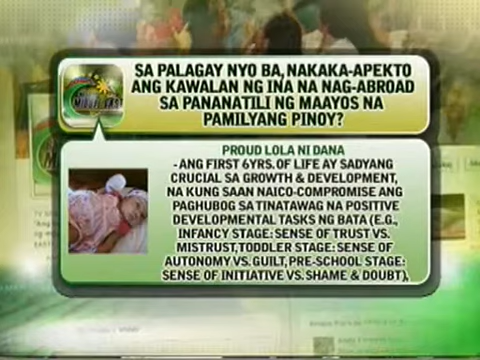 SA PALAGAY NYO BA, NAKAKA-APEKTO
ANG KAWALAN NG INA NA NAG-ABROAD
SA PANANATILI NG MAAYOS NA
PAMILYANG PINOY?
PROUD LOLA NI DANA
- ANG FIRST 6YRS. OF LIFE AY SADYANG
CRUCIAL SA GROWTH & DEVELOPMENT,
NA KUNG SAAN NAICO-COMPROMISE ANG
PAGHUBOG SA TINATAWAG NA POSITIVE
DEVELOPMENTAL TASKS NG BATA (E.G.,
INFANCY STAGE: SENSE OF TRUST VS.
MISTRUST, TODDLER STAGE: SENSE OF
AUTONOMY VS. GUILT, PRE-SCHOOL STAGE:
SENSE OF INITIATIVE VS. SHAME & DOUBT),